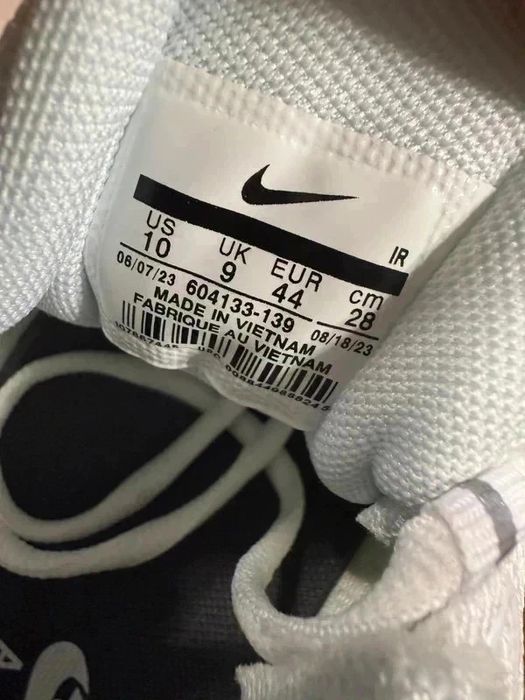 IR
US UK EUR cm
10 9 44 28
06/07/23 604133-139 08/18/23
MADE IN VIETNAM
FABRIQUE AU VIETNAM